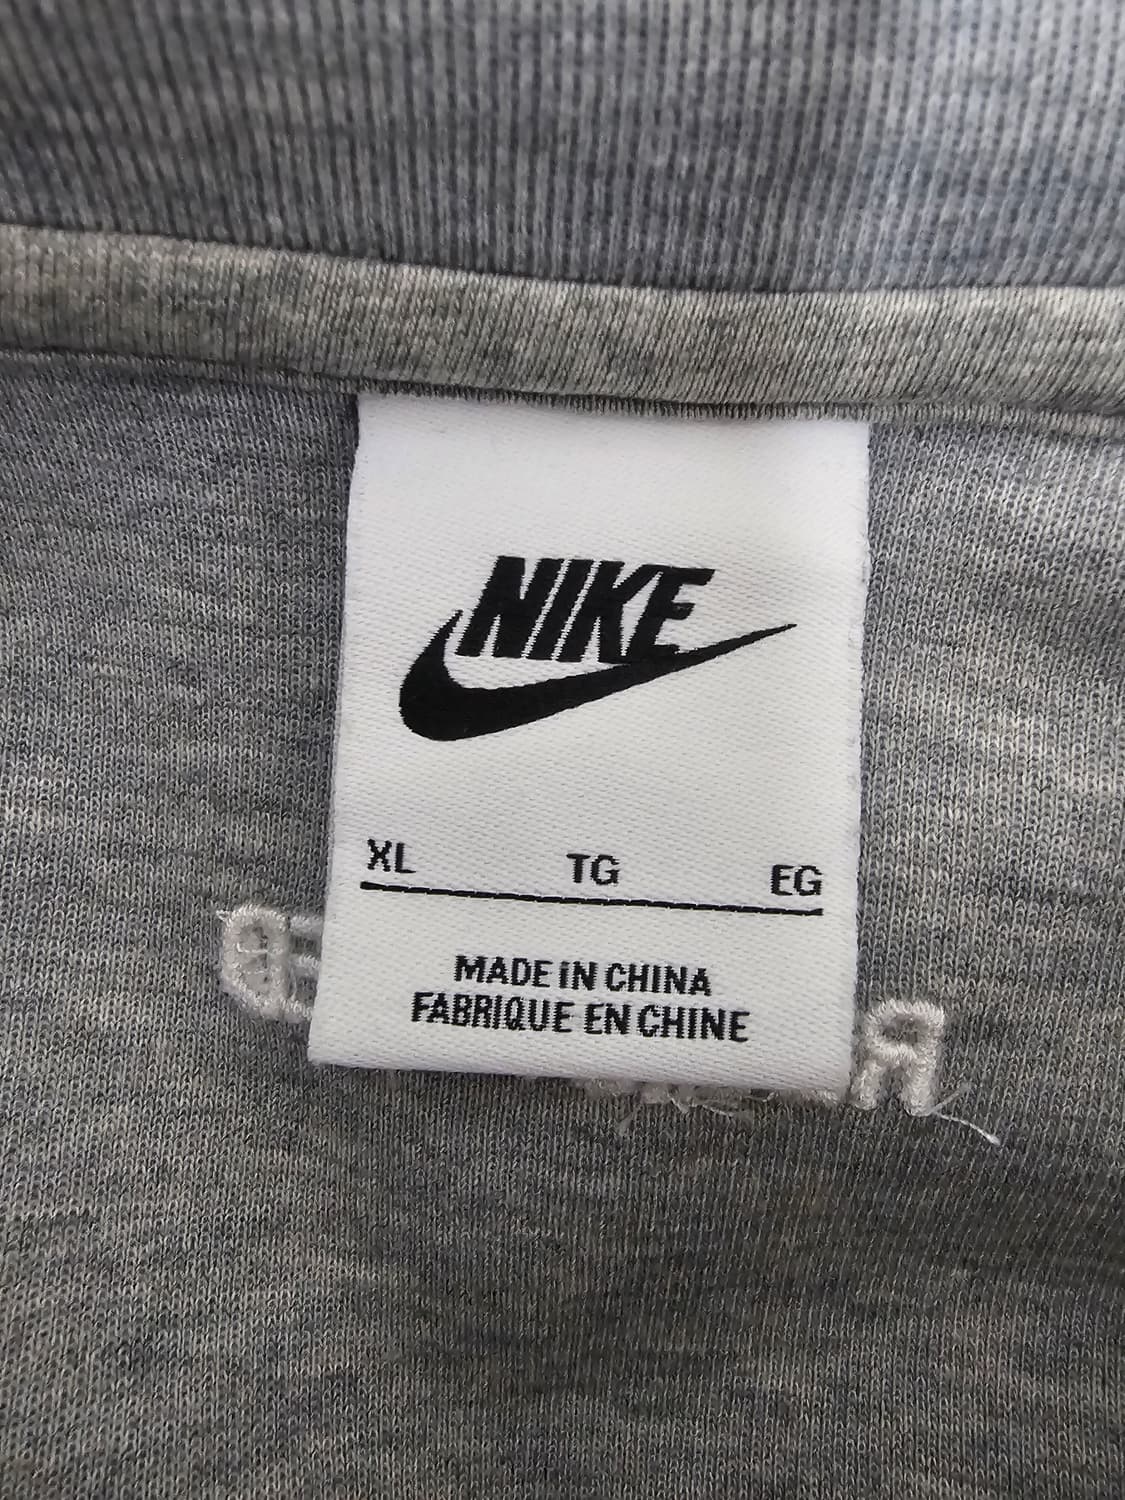 NIKE
XL TG EG
MADE IN CHINA
FABRIQUE EN CHINE